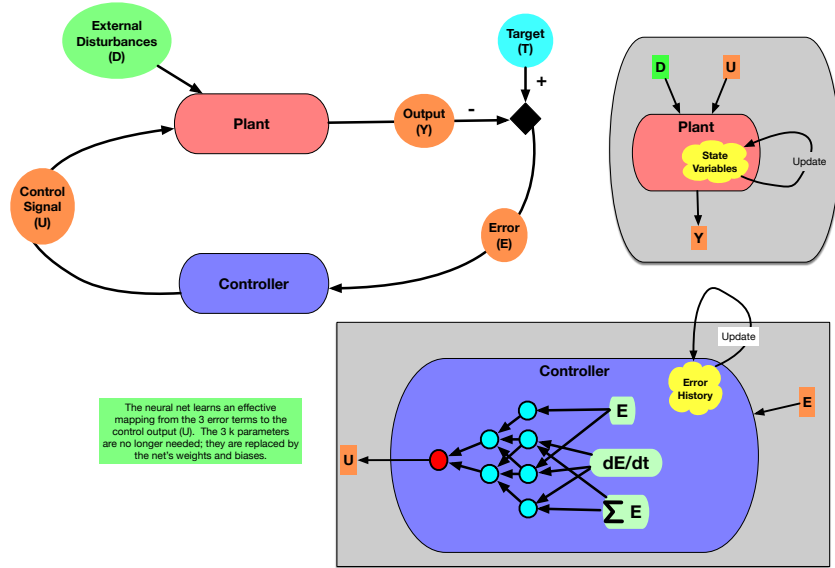 External
Disturbances
(D)
Target
(T)
+
-
Plant
Output
(Y)
Control
Signal
(U)
Error
(E)
Controller
D
U
Plant
State
Variables
Update
Y
Update
Controller
Error
History
E
E
dE/dt
∑ E
U
The neural net learns an effective
mapping from the 3 error terms to the
control output (U).  The 3 k parameters
are no longer needed; they are replaced by
the net's weights and biases.